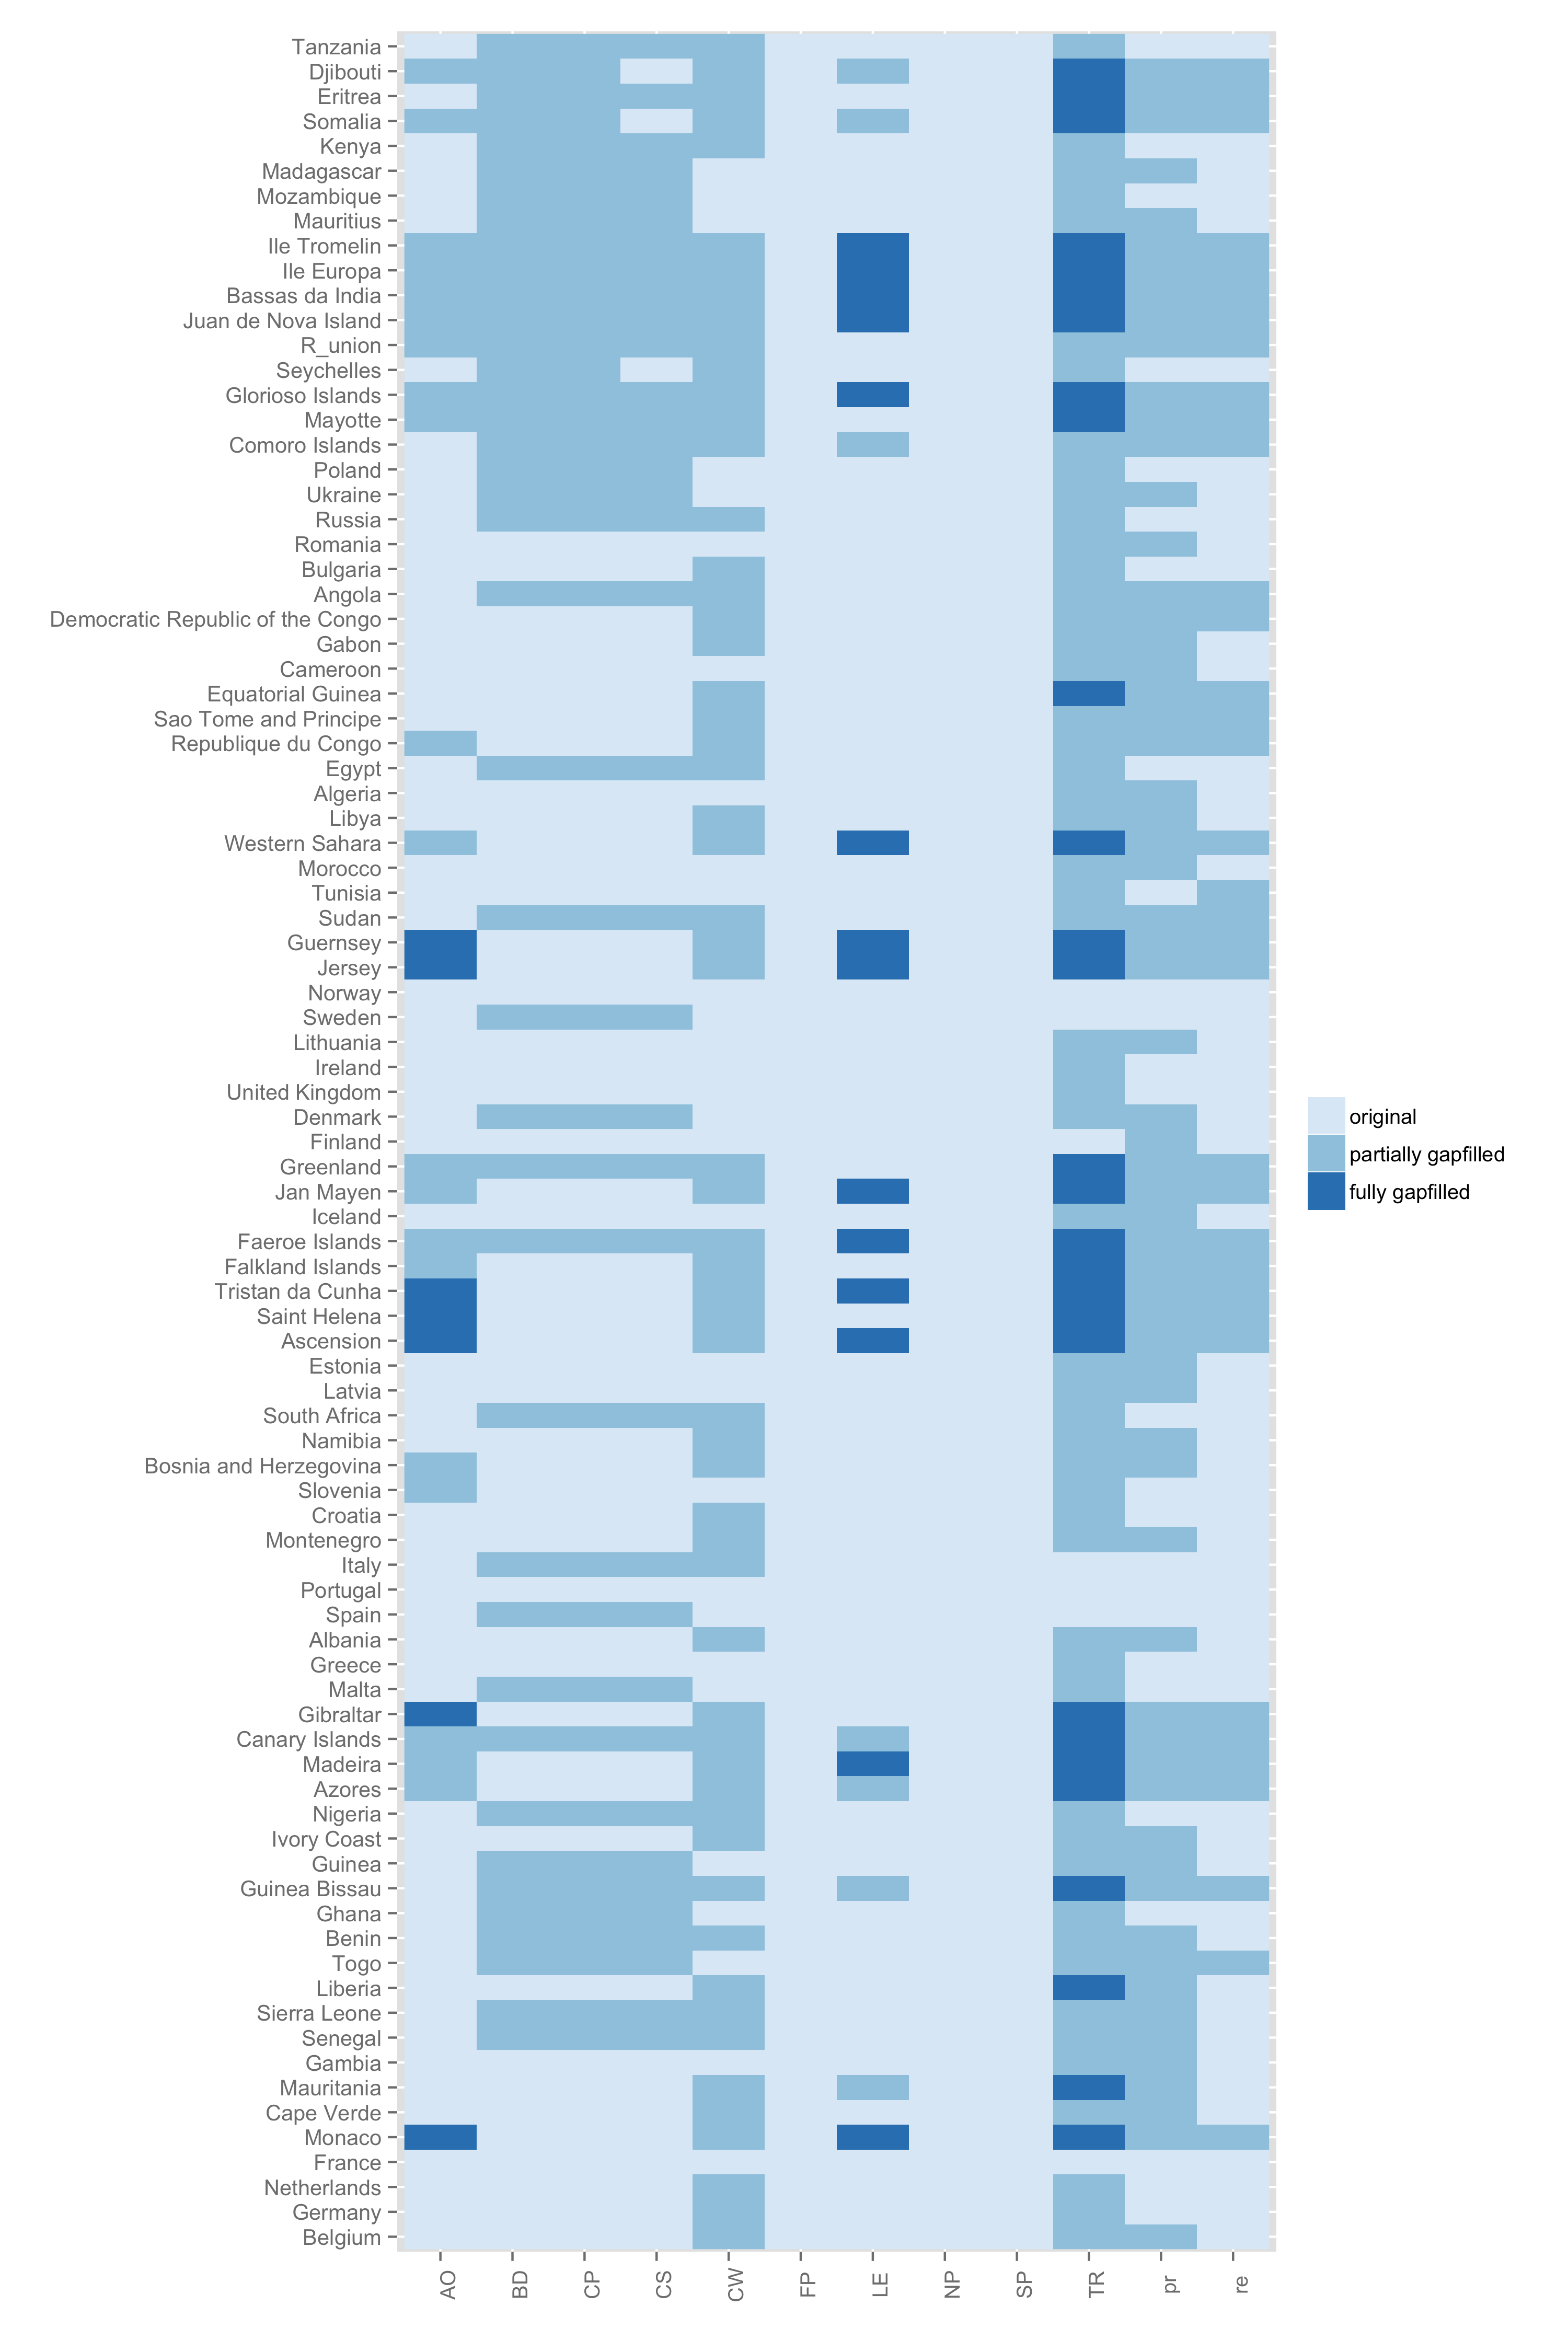 Tanzania
Djibouti
Eritrea
Somalia
Kenya
Madagascar
Mozambique
Mauritius
Ile Tromelin
Ile Europa
Bassas da India
Juan de Nova Island
R_union
Seychelles
Glorioso Islands
Mayotte
Comoro Islands
Poland
Ukraine
Russia
Romania
Bulgaria
Angola
Democratic Republic of the Congo
Gabon
Cameroon
Equatorial Guinea
Sao Tome and Principe
Republique du Congo
Egypt
Algeria
Libya
Western Sahara
Morocco
Tunisia
Sudan
Guernsey
Jersey
Norway
Sweden
Lithuania
Ireland
United Kingdom
Denmark
Finland
Greenland
Jan Mayen
Iceland
Faeroe Islands
Falkland Islands
Tristan da Cunha
Saint Helena
Ascension
Estonia
Latvia
South Africa
Namibia
Bosnia and Herzegovina
Slovenia
Croatia
Montenegro
Italy
Portugal
Spain
Albania
Greece
Malta
Gibraltar
Canary Islands
Madeira
Azores
Nigeria
Ivory Coast
Guinea
Guinea Bissau
Ghana
Benin
Togo
Liberia
Sierra Leone
Senegal
Gambia
Mauritania
Cape Verde
Monaco
France
Netherlands
Germany
Belgium
AO
BD
CP
CS
CW
FP
LE
NP
SP
TR
pr
re
original
partially gapfilled
fully gapfilled